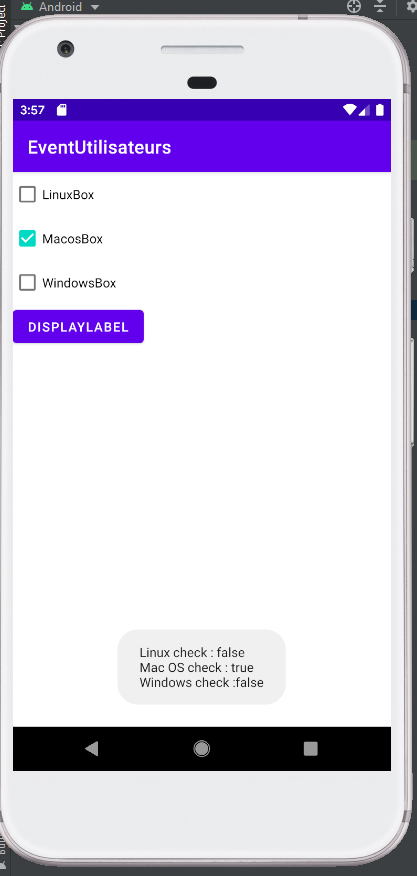 Project
Android
3:57
EventUtilisateurs
LinuxBox
MacosBox
WindowsBox
DISPLAYLABEL
Linux check : false
Mac OS check : true
Windows check :false